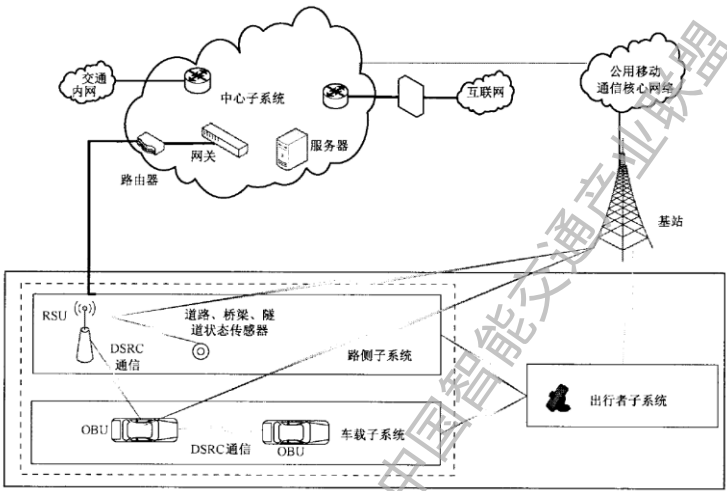 交通
内网
中心子系统
互联网
公用移动
通信核心网络
服务器
网关
路由器
基站
RSU
道路、桥梁、隧
道状态传感器
DSRC
通信
路侧子系统
出行者子系统
OBU
车载子系统
DSRC通信
OBU
中国智能交通产业联盟